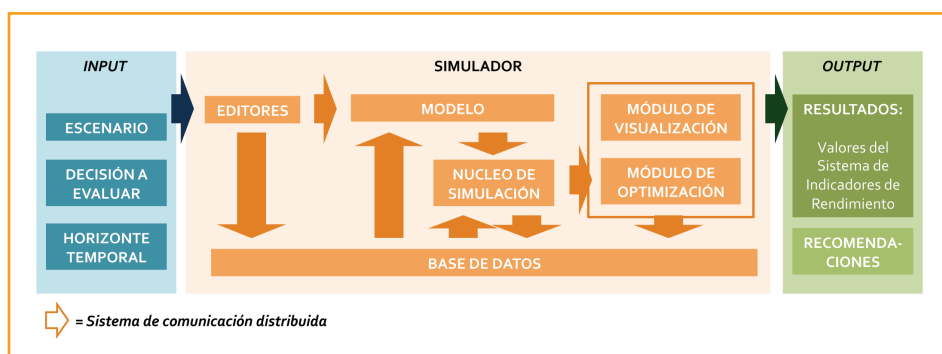 INPUT
ESCENARIO
DECISIÓN A
EVALUAR
HORIZONTE
TEMPORAL
SIMULADOR
EDITORES
MODELO
NUCLEO DE
SIMULACIÓN
MÓDULO DE
VISUALIZACIÓN
MÓDULO DE
OPTIMIZACIÓN
BASE DE DATOS
OUTPUT
RESULTADOS:
Valores del
Sistema de
Indicadores de
Rendimiento
RECOMENDA-
CIONES
= Sistema de comunicación distribuida